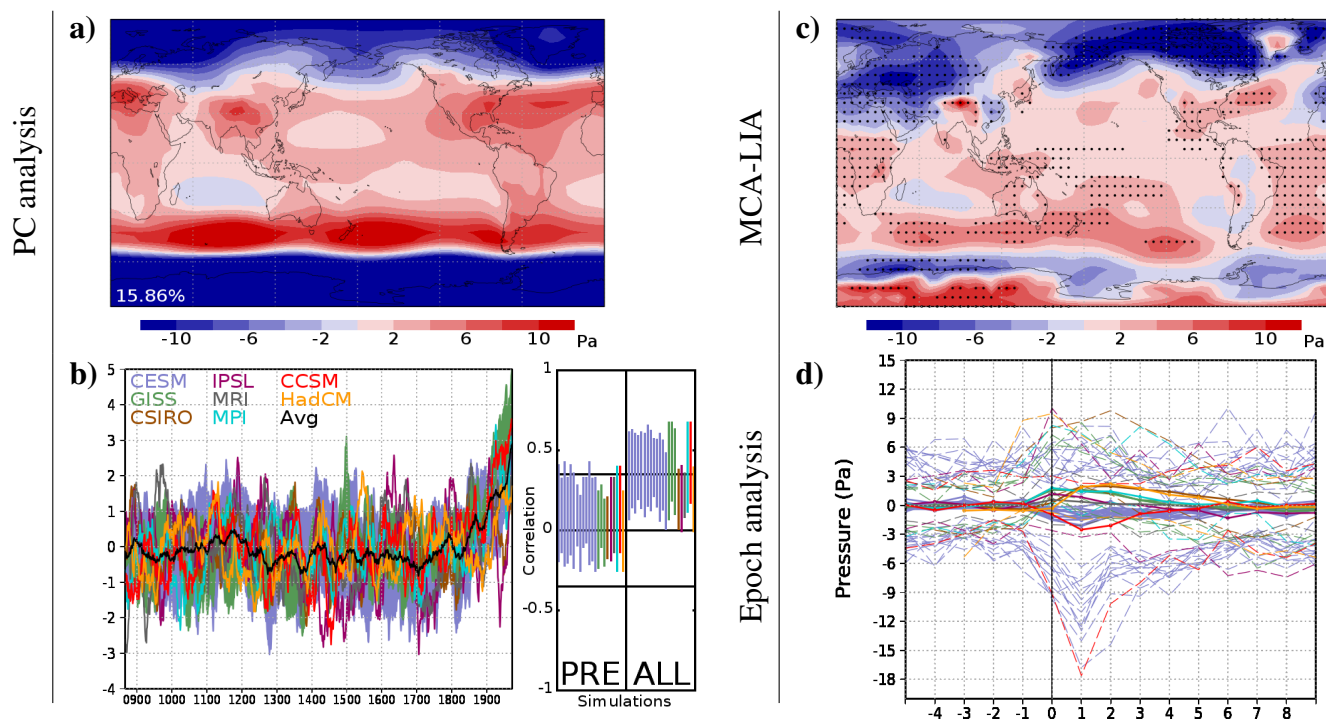 a)
PC analysis
15.86%
-10 -6 -2 2 6 10 Pa
c)
MCA-LIA
-10 -6 -2 2 6 10 Pa
b)
CESM IPSL CCSM
GISS MRI HadCM
CSIRO MPI Avg
5
4
3
2
1
0
-1
-2
-3
-4
0900 1000 1100 1200 1300 1400 1500 1600 1700 1800 1900
1
0.5
0
-0.5
-1
Correlation
PRE ALL
Simulations
d)
Epoch analysis
Pressure (Pa)
15
12
9
6
3
0
-3
-6
-9
-12
-15
-18
-4 -3 -2 -1 0 1 2 3 4 5 6 7 8